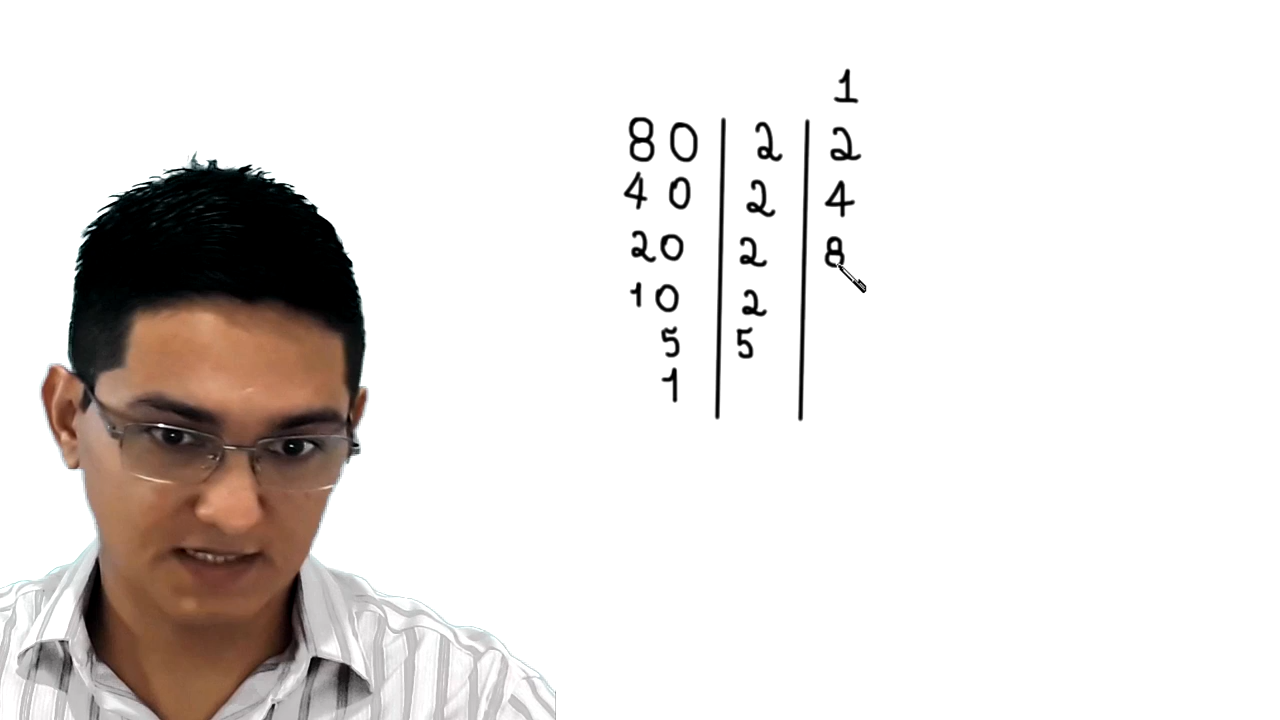 1
80 | 2 | 2
40 | 2 | 4
20 | 2 | 8
10 | 2 |
5 | 5 |
1 | |